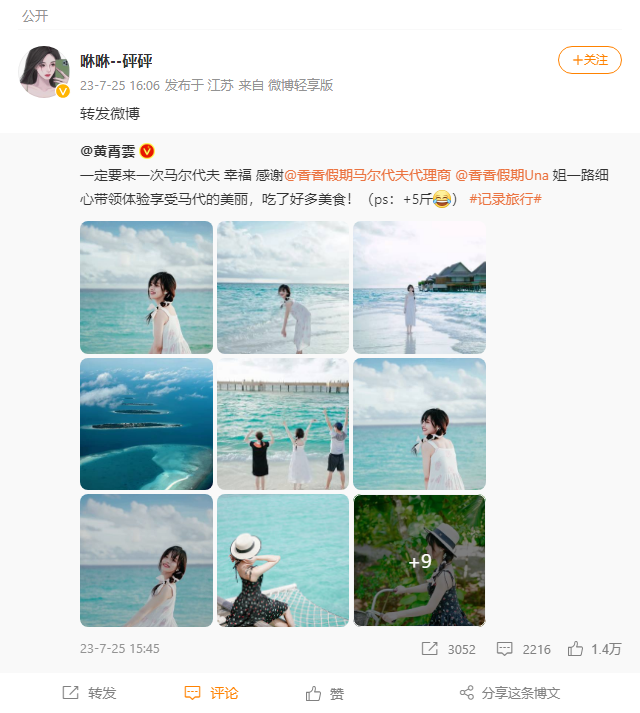 公开
咻咻--砰砰
+关注
23-7-25 16:06 发布于 江苏 来自 微博轻享版
转发微博
@黄霄雲
一定要来一次马尔代夫 幸福 感谢@香香假期马尔代夫代理商 @香香假期Una 姐一路细
心带领体验享受马代的美丽，吃了好多美食！（ps：+5斤😂） #记录旅行#
+9
23-7-25 15:45
3052
2216
1.4万
转发
评论
赞
分享这条博文